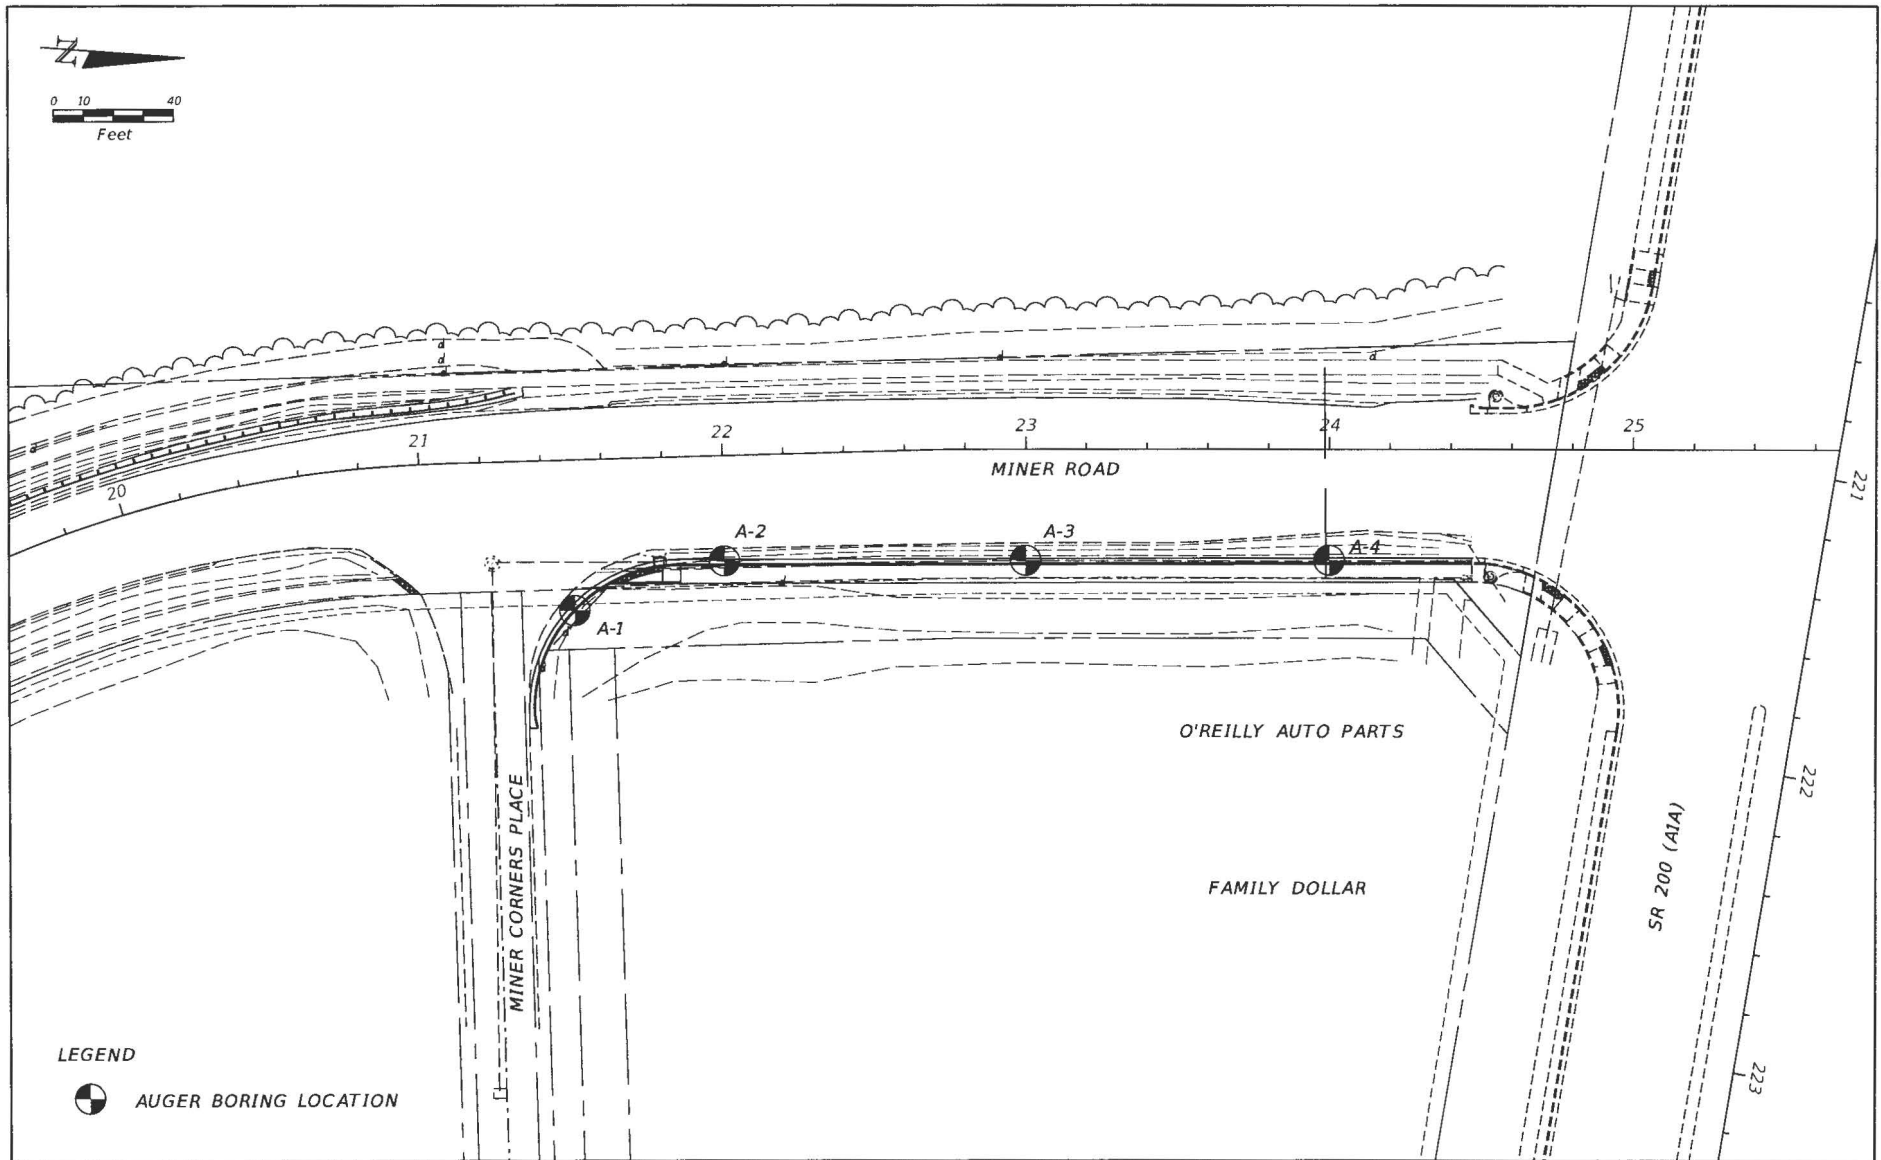 N
0 10 40
Feet
20
21
22
23
24
25
MINER ROAD
221
A-2
A-3
A-4
A-1
O'REILLY AUTO PARTS
222
MINER CORNERS PLACE
SR 200 (A1A)
FAMILY DOLLAR
LEGEND
223
AUGER BORING LOCATION